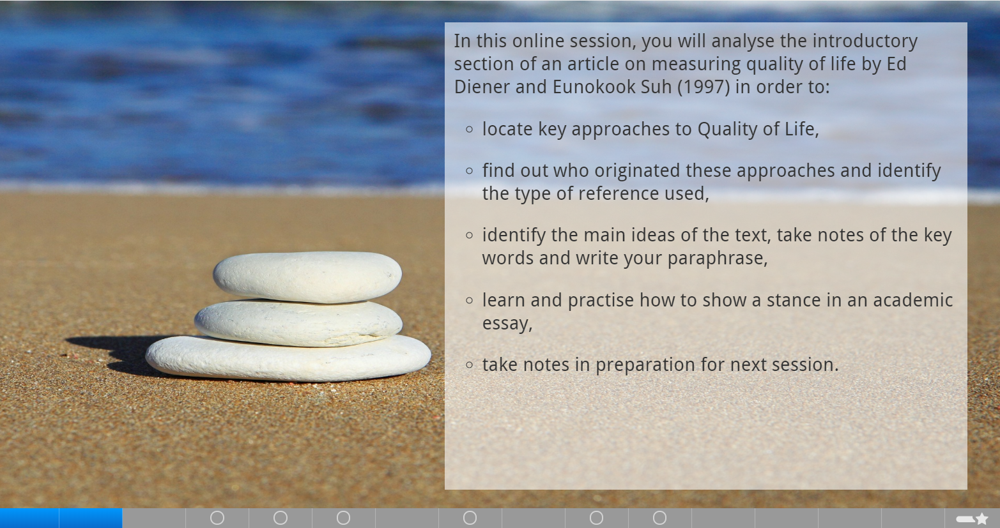 In this online session, you will analyse the introductory
section of an article on measuring quality of life by Ed
Diener and Eunokook Suh (1997) in order to:
locate key approaches to Quality of Life,
find out who originated these approaches and identify
the type of reference used,
identify the main ideas of the text, take notes of the key
words and write your paraphrase,
learn and practise how to show a stance in an academic
essay,
take notes in preparation for next session.